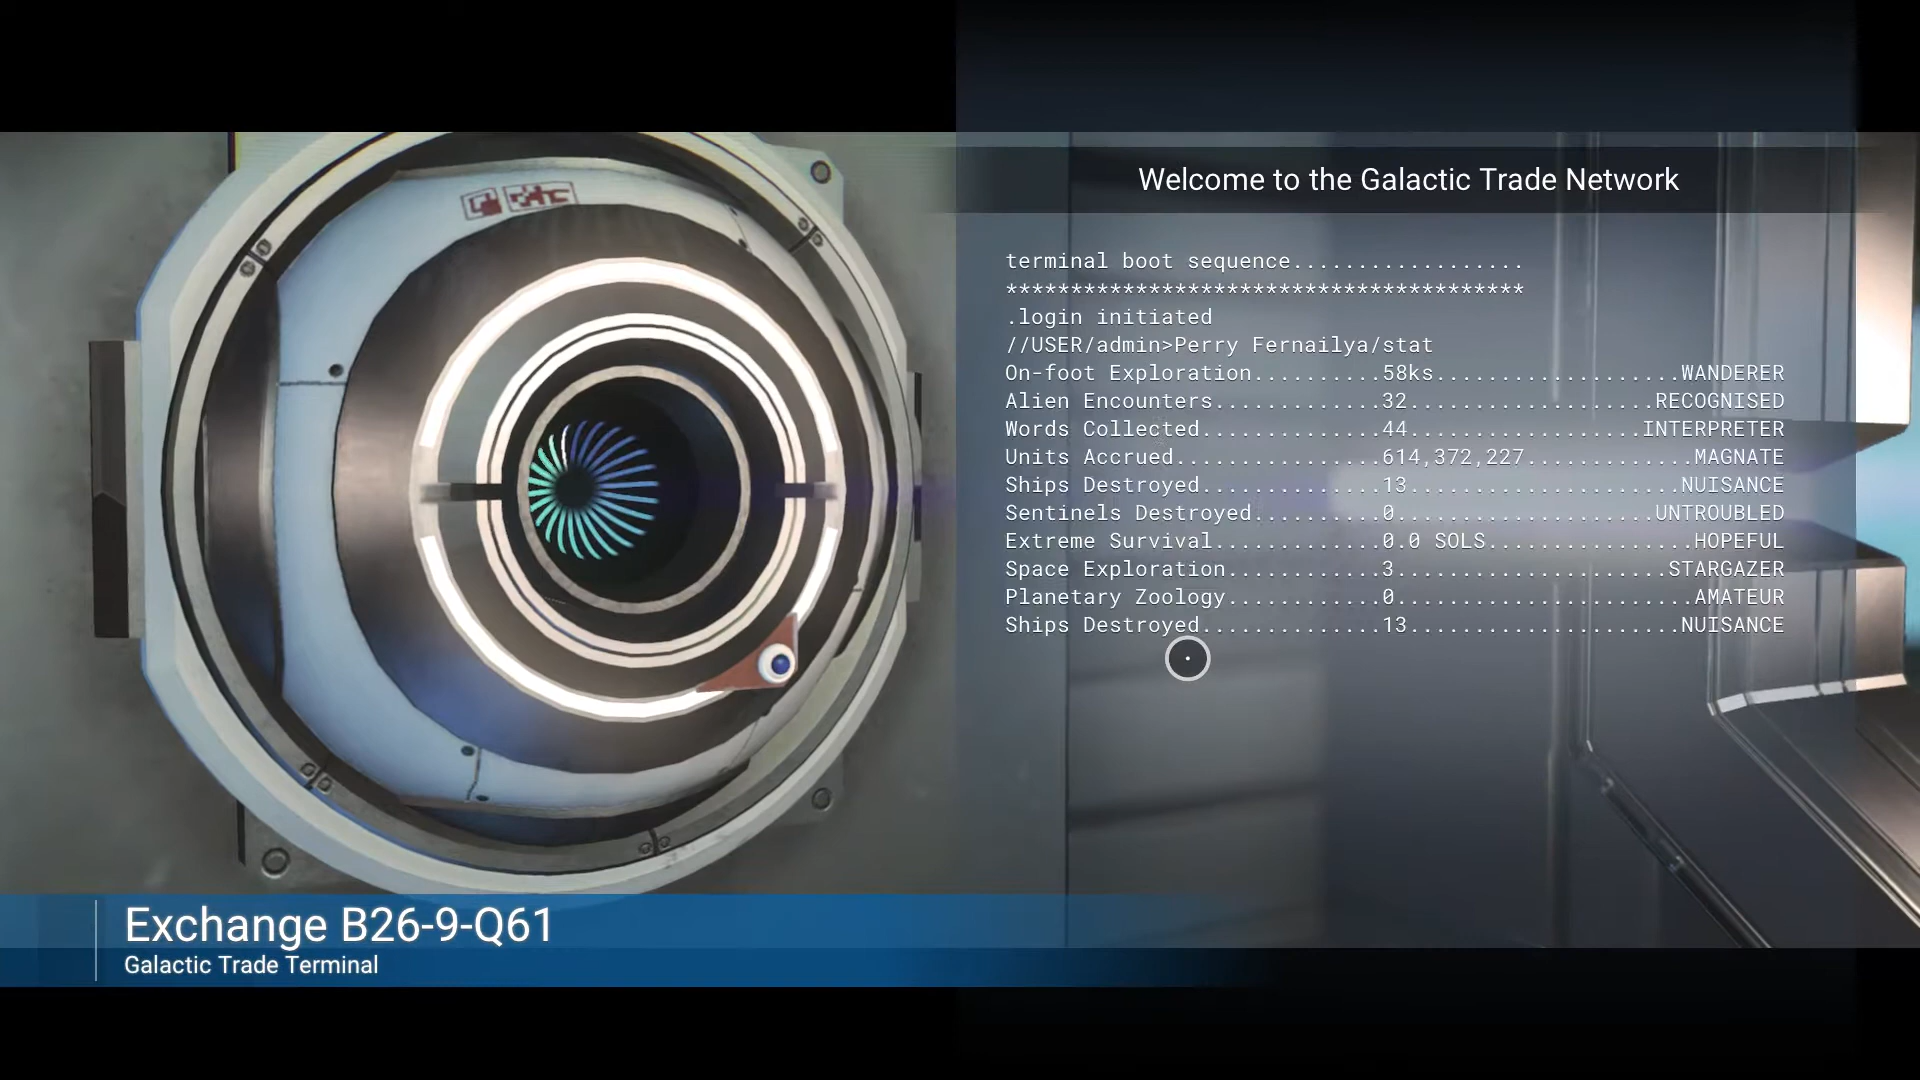 Welcome to the Galactic Trade Network
terminal boot sequence..................
****************************************
.login initiated
//USER/admin>Perry Fernailya/stat
On-foot Exploration..........58ks...................WANDERER
Alien Encounters.............32...................RECOGNISED
Words Collected..............44..................INTERPRETER
Units Accrued................614,372,227.............MAGNATE
Ships Destroyed..............13.....................NUISANCE
Sentinels Destroyed..........0....................UNTROUBLED
Extreme Survival.............0.0 SOLS................HOPEFUL
Space Exploration............3.....................STARGAZER
Planetary Zoology............0.......................AMATEUR
Ships Destroyed..............13.....................NUISANCE
Exchange B26-9-Q61
Galactic Trade Terminal